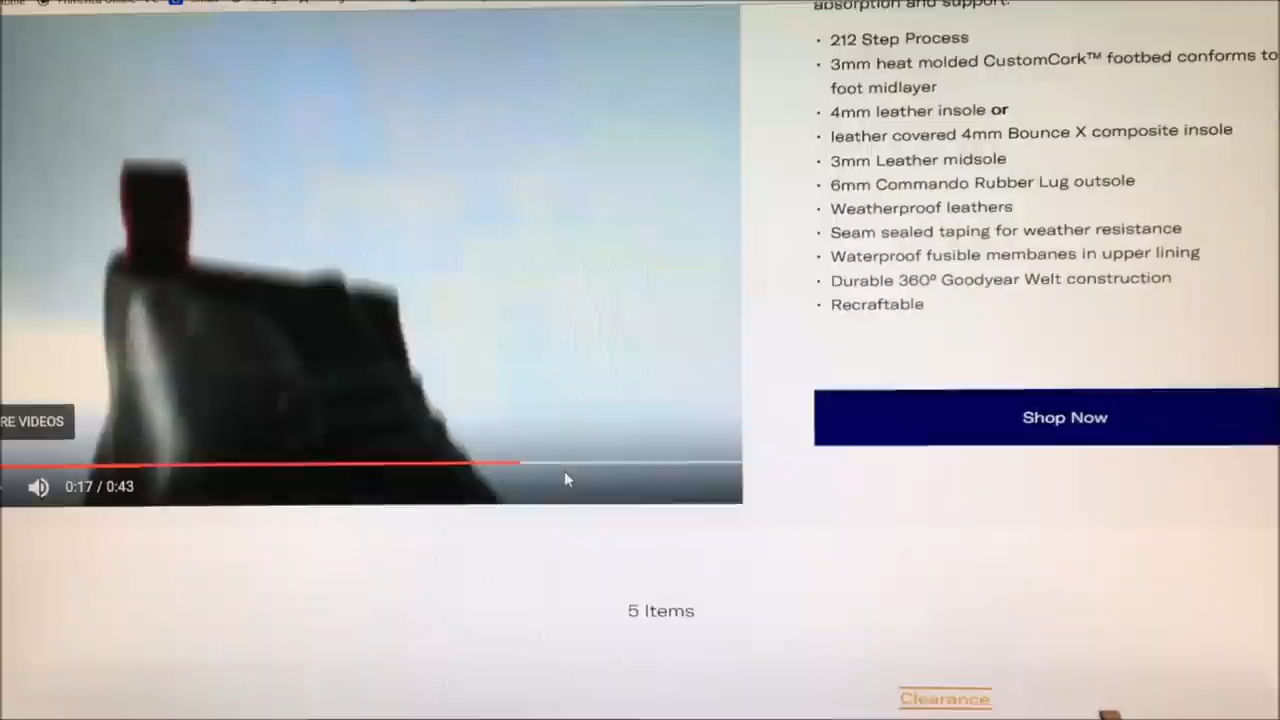 absorption and support.
· 212 Step Process
· 3mm heat molded CustomCork™ footbed conforms to
foot midlayer
· 4mm leather insole or
· leather covered 4mm Bounce X composite insole
· 3mm Leather midsole
· 6mm Commando Rubber Lug outsole
· Weatherproof leathers
· Seam sealed taping for weather resistance
· Waterproof fusible membanes in upper lining
· Durable 360º Goodyear Welt construction
· Recraftable
RE VIDEOS
Shop Now
0:17 / 0:43
5 Items
Clearance